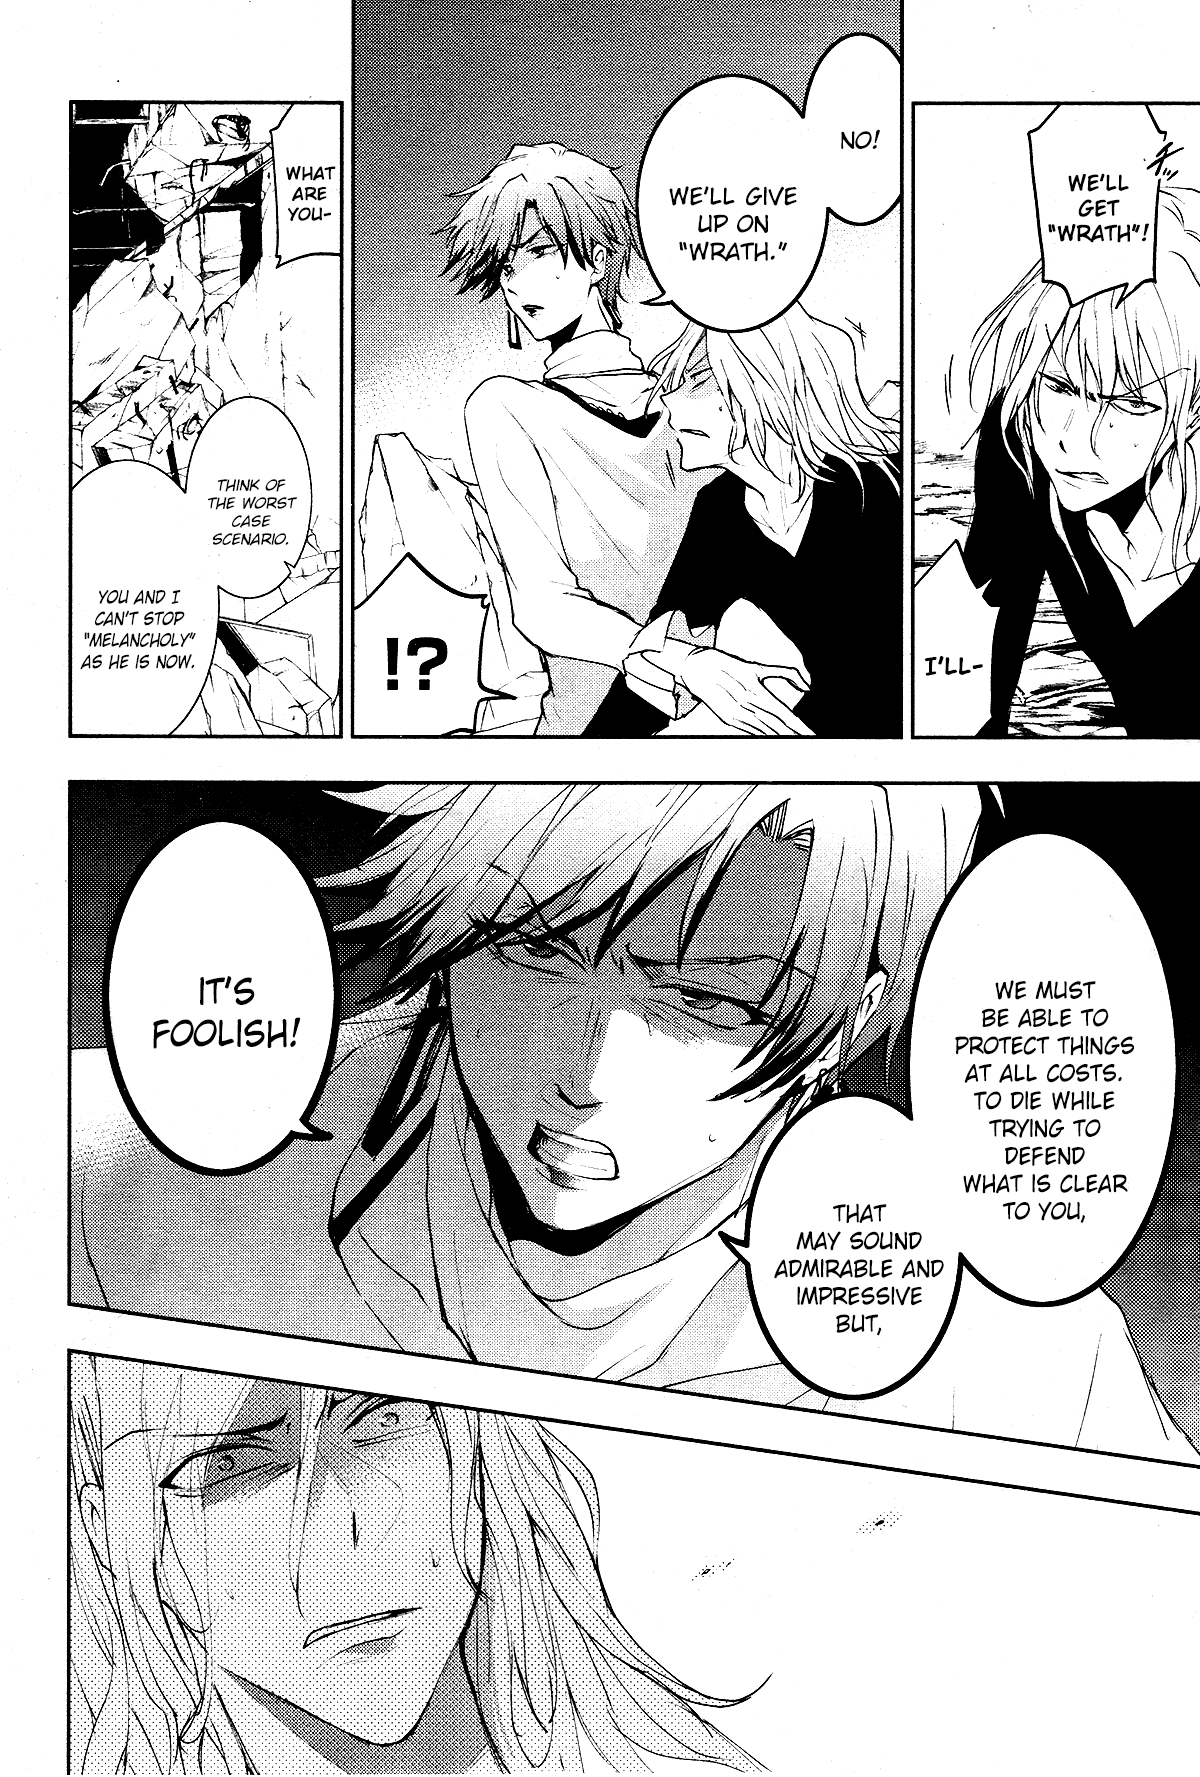 WE'LL
GET
"WRATH"!
チッ
I'LL-
NO!
WE'LL GIVE
UP ON
"WRATH."
!?
WHAT
ARE
YOU-
THINK OF
THE WORST
CASE
SCENARIO.
YOU AND I
CAN'T STOP
"MELANCHOLY"
AS HE IS NOW.
WE MUST
BE ABLE TO
PROTECT THINGS
AT ALL COSTS.
TO DIE WHILE
TRYING TO
DEFEND
WHAT IS CLEAR
TO YOU,
THAT
MAY SOUND
ADMIRABLE AND
IMPRESSIVE
BUT,
IT'S
FOOLISH!